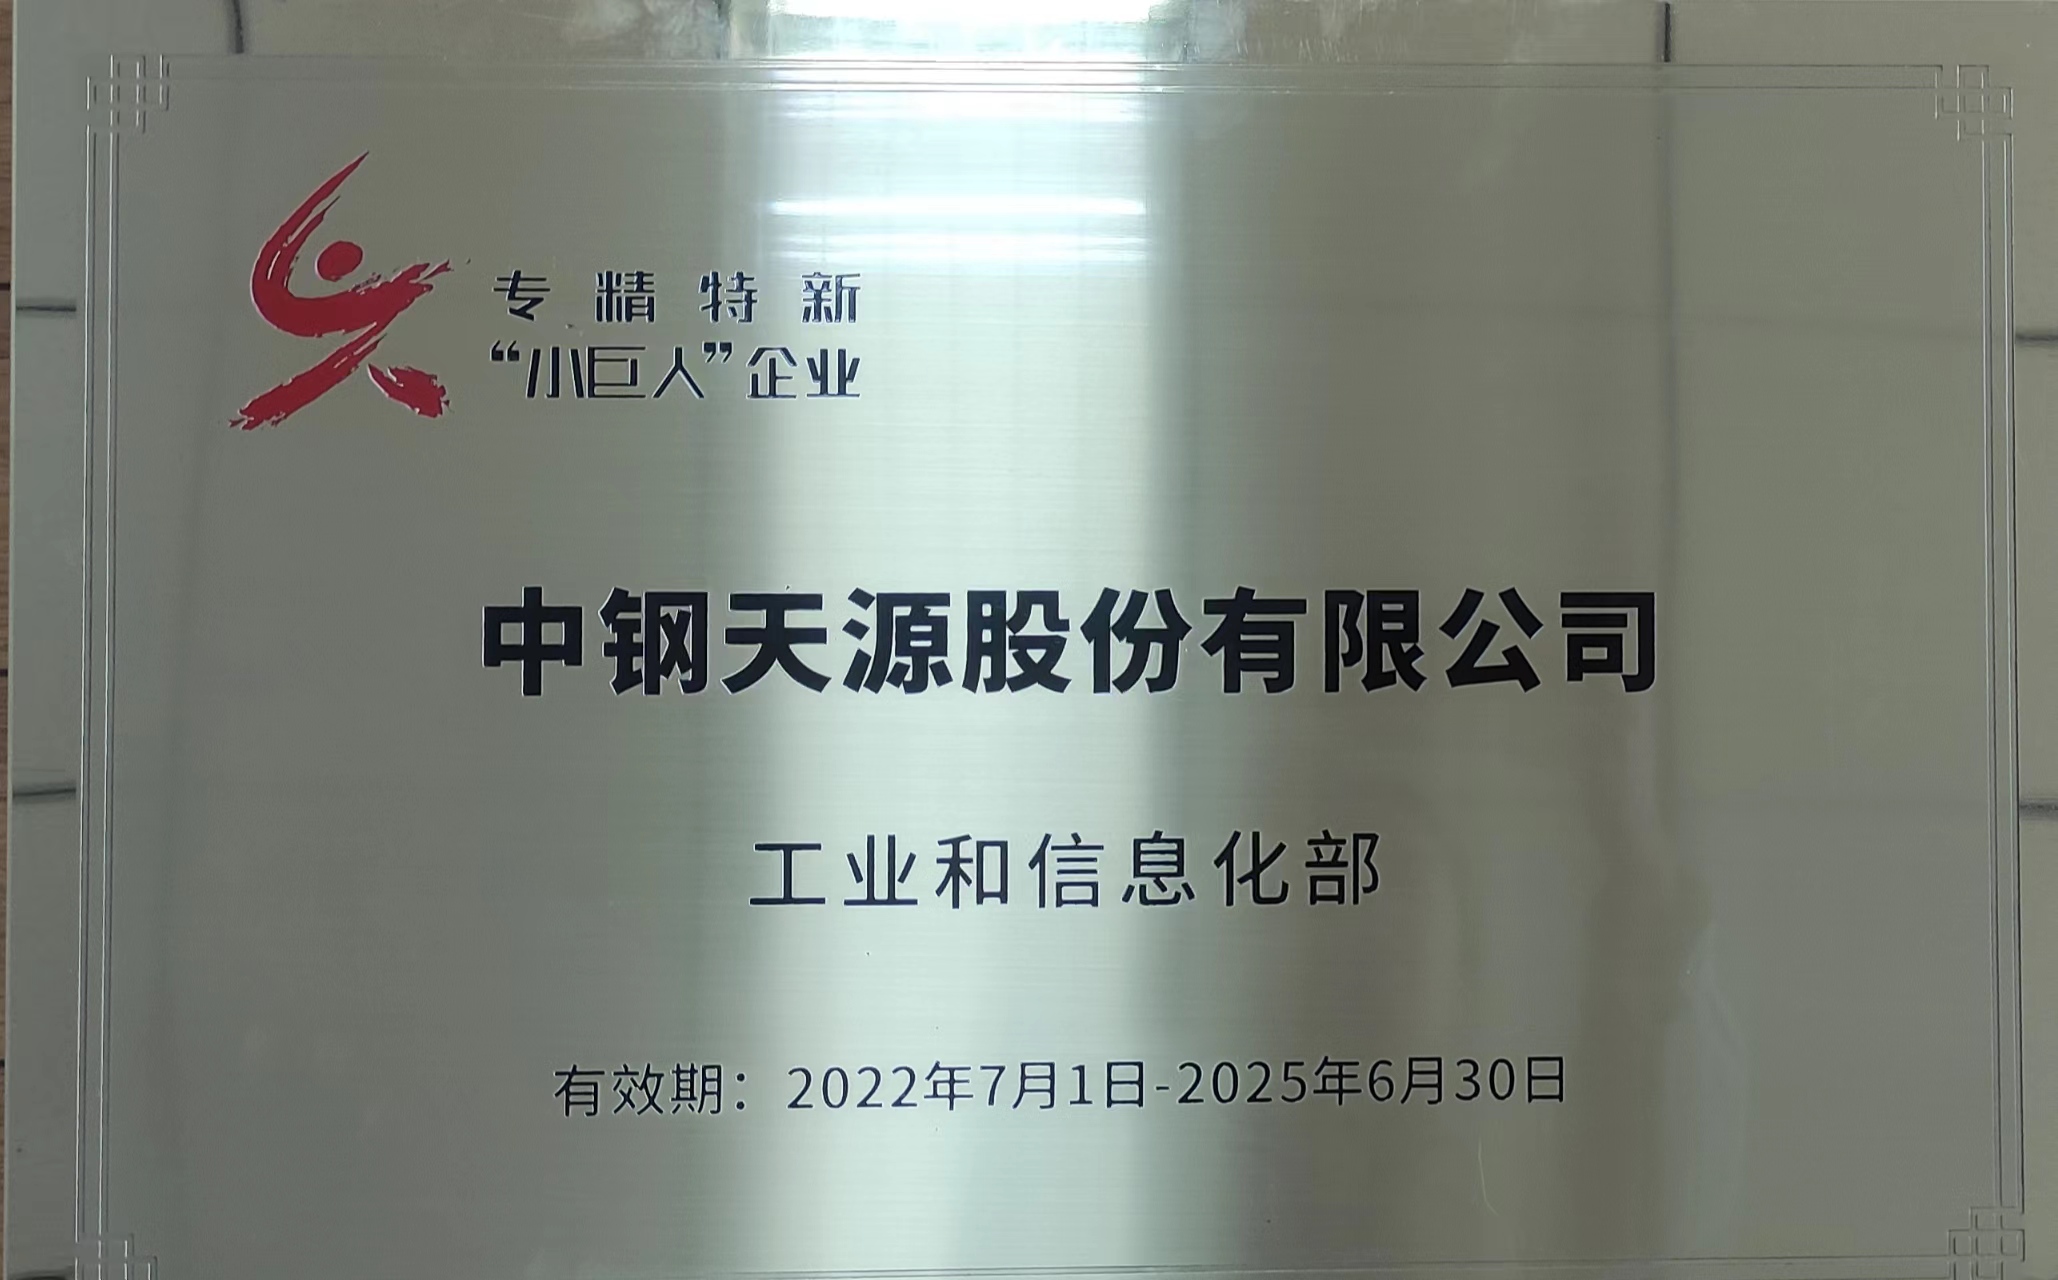 专精特新
“小巨人”企业
中钢天源股份有限公司
工业和信息化部
有效期：2022年7月1日-2025年6月30日